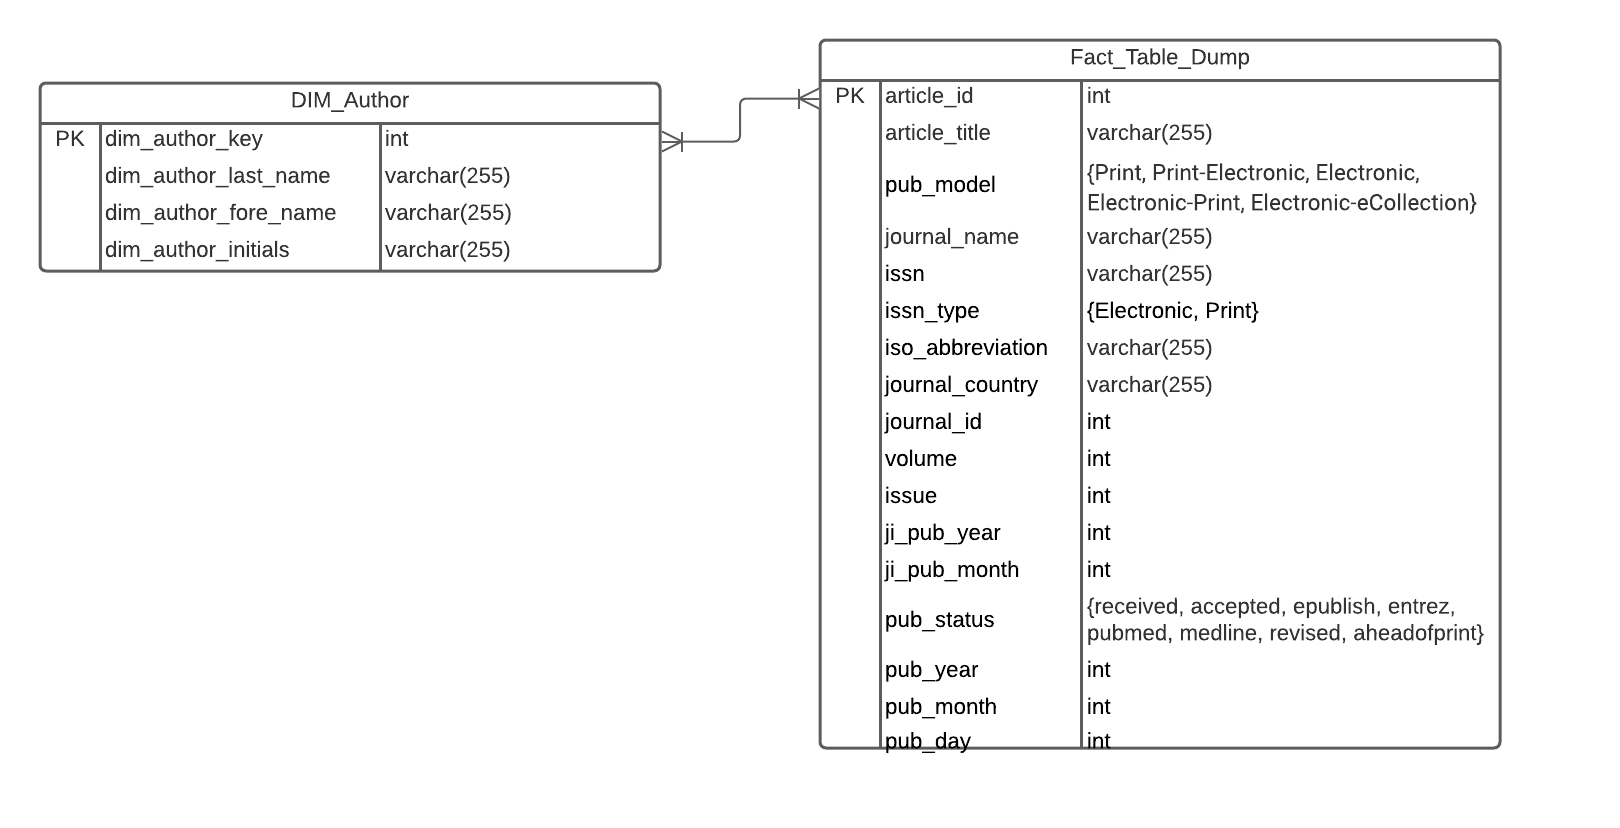 DIM_Author
PK dim_author_key int
dim_author_last_name varchar(255)
dim_author_fore_name varchar(255)
dim_author_initials varchar(255)
Fact_Table_Dump
PK article_id int
article_title varchar(255)
pub_model {Print, Print-Electronic, Electronic,
Electronic-Print, Electronic-eCollection}
journal_name varchar(255)
issn varchar(255)
issn_type {Electronic, Print}
iso_abbreviation varchar(255)
journal_country varchar(255)
journal_id int
volume int
issue int
ji_pub_year int
ji_pub_month int
pub_status {received, accepted, epublish, entrez,
pubmed, medline, revised, aheadofprint}
pub_year int
pub_month int
pub_day int